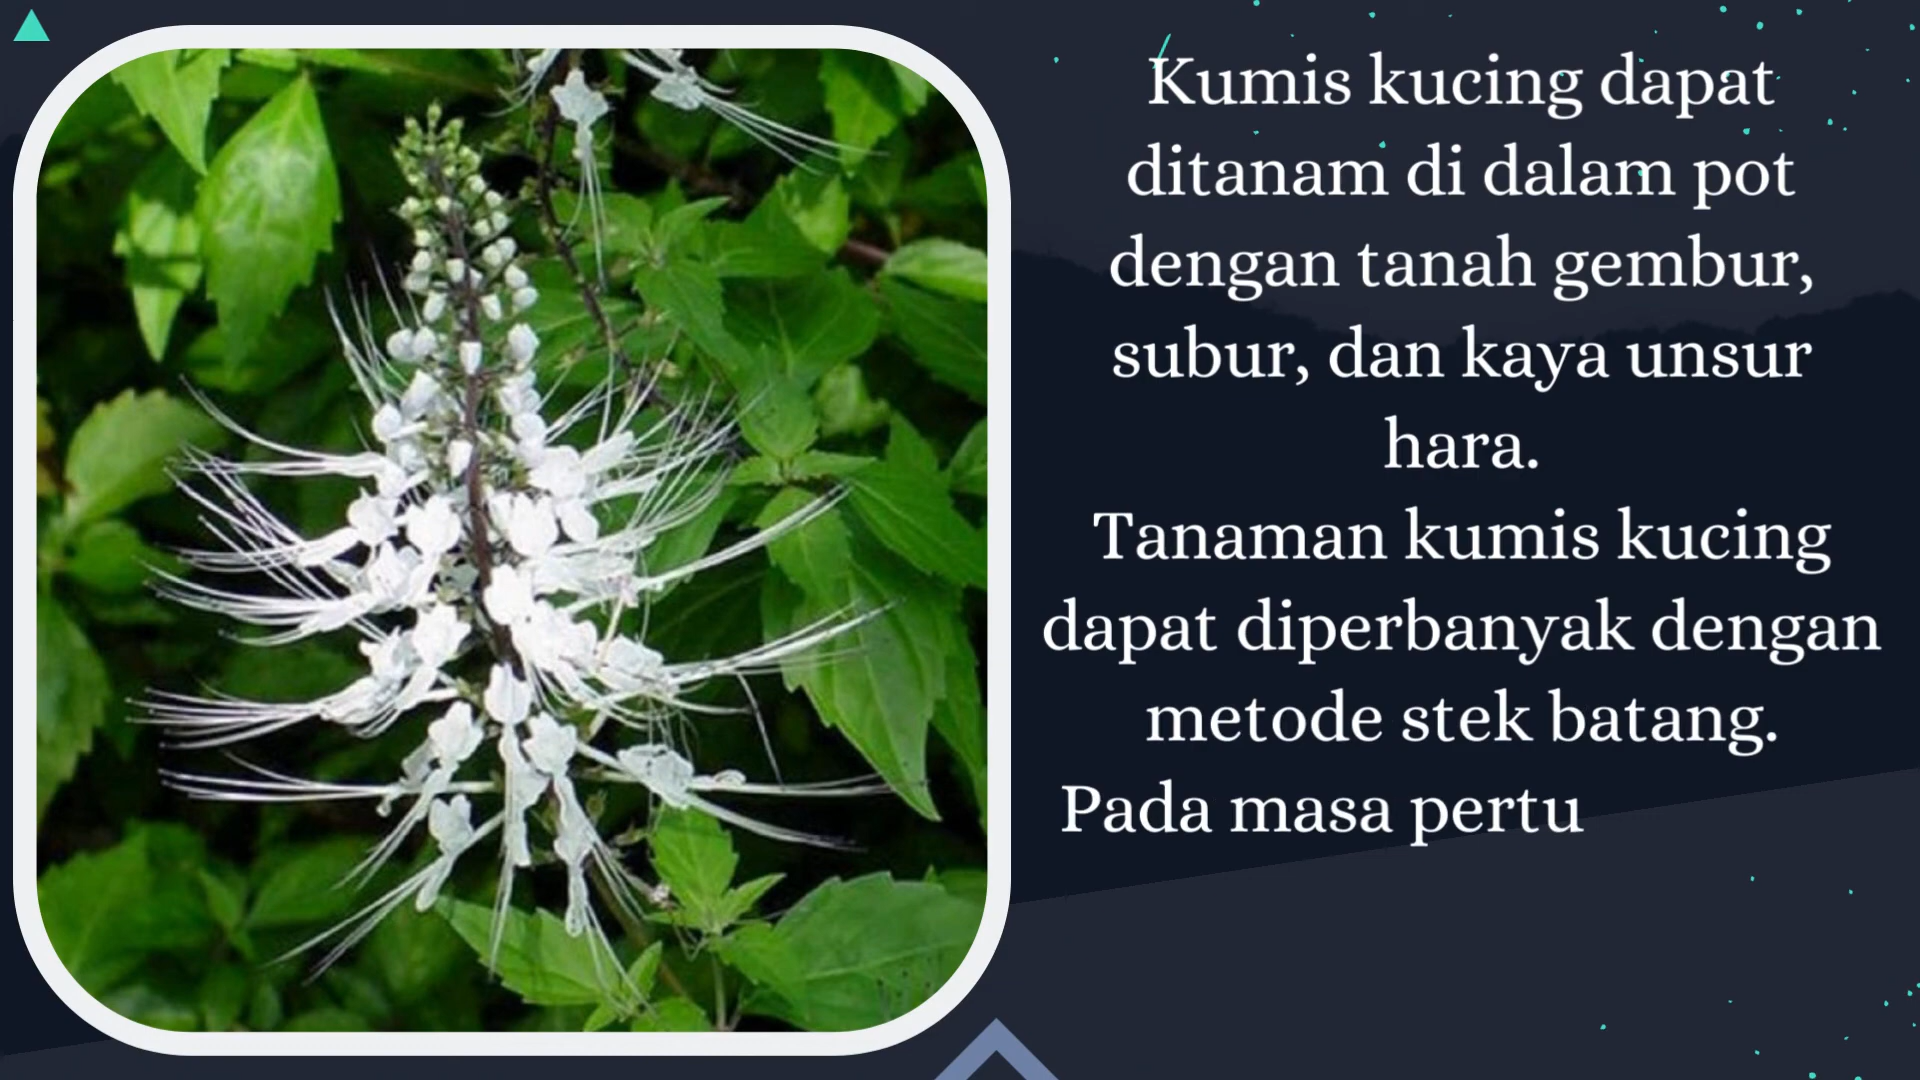 Kumis kucing dapat
ditanam di dalam pot
dengan tanah gembur,
subur, dan kaya unsur
hara.
Tanaman kumis kucing
dapat diperbanyak dengan
metode stek batang.
Pada masa pertu